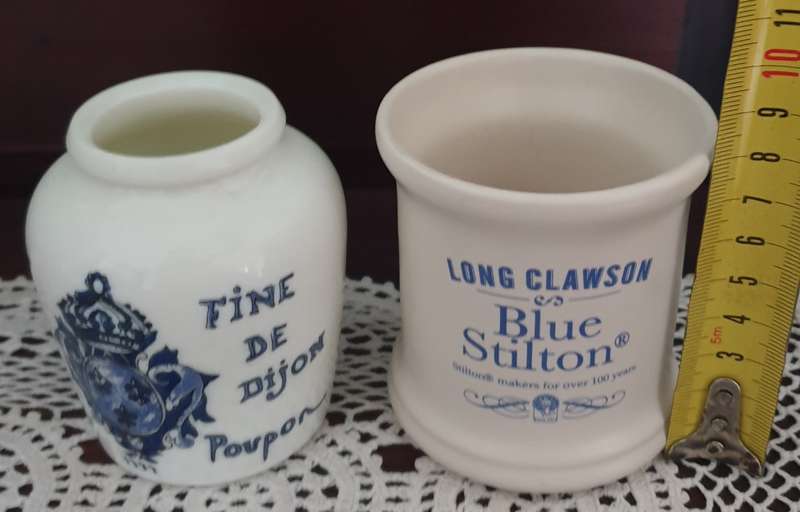 FINE
DE
DIJON
Poupon
LONG CLAWSON
Blue
Stilton®
Stilton® makers for over 100 years
11
10
9
8
7
6
5
4
5m
3